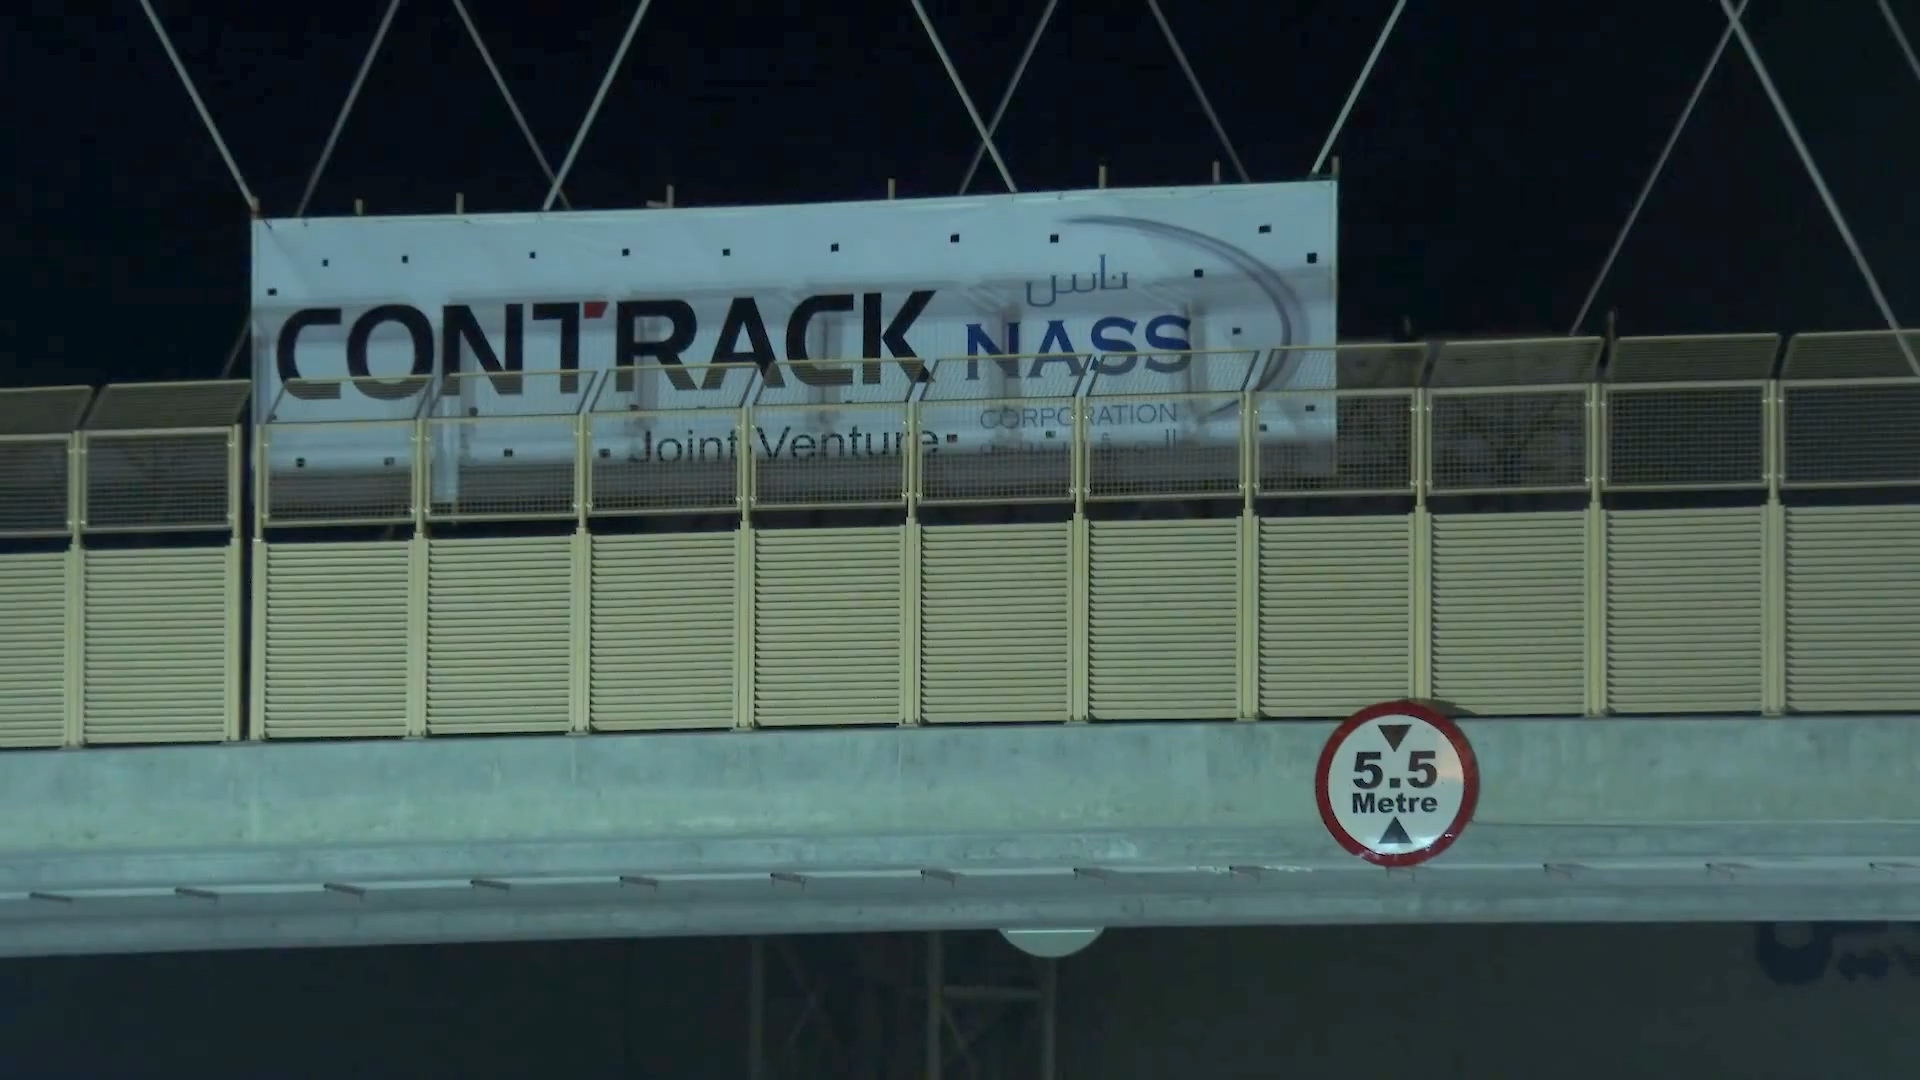 CONTRACK
ناس
NASS
CORPORATION
Joint Venture
5.5
Metre